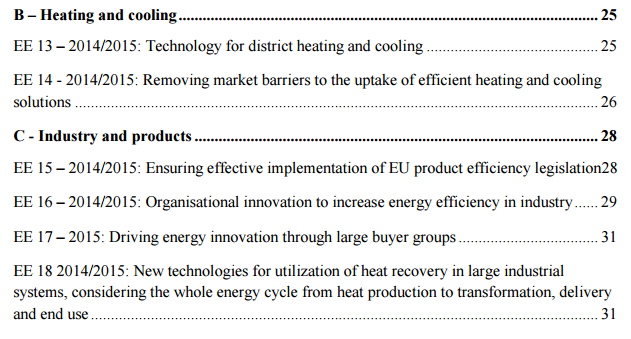 B – Heating and cooling ........................................................................................................ 25
EE 13 – 2014/2015: Technology for district heating and cooling ............................................ 25
EE 14 - 2014/2015: Removing market barriers to the uptake of efficient heating and cooling
solutions .................................................................................................................................. 26
C - Industry and products .................................................................................................... 28
EE 15 – 2014/2015: Ensuring effective implementation of EU product efficiency legislation28
EE 16 – 2014/2015: Organisational innovation to increase energy efficiency in industry ...... 29
EE 17 – 2015: Driving energy innovation through large buyer groups ................................... 31
EE 18 2014/2015: New technologies for utilization of heat recovery in large industrial
systems, considering the whole energy cycle from heat production to transformation, delivery
and end use .............................................................................................................................. 31